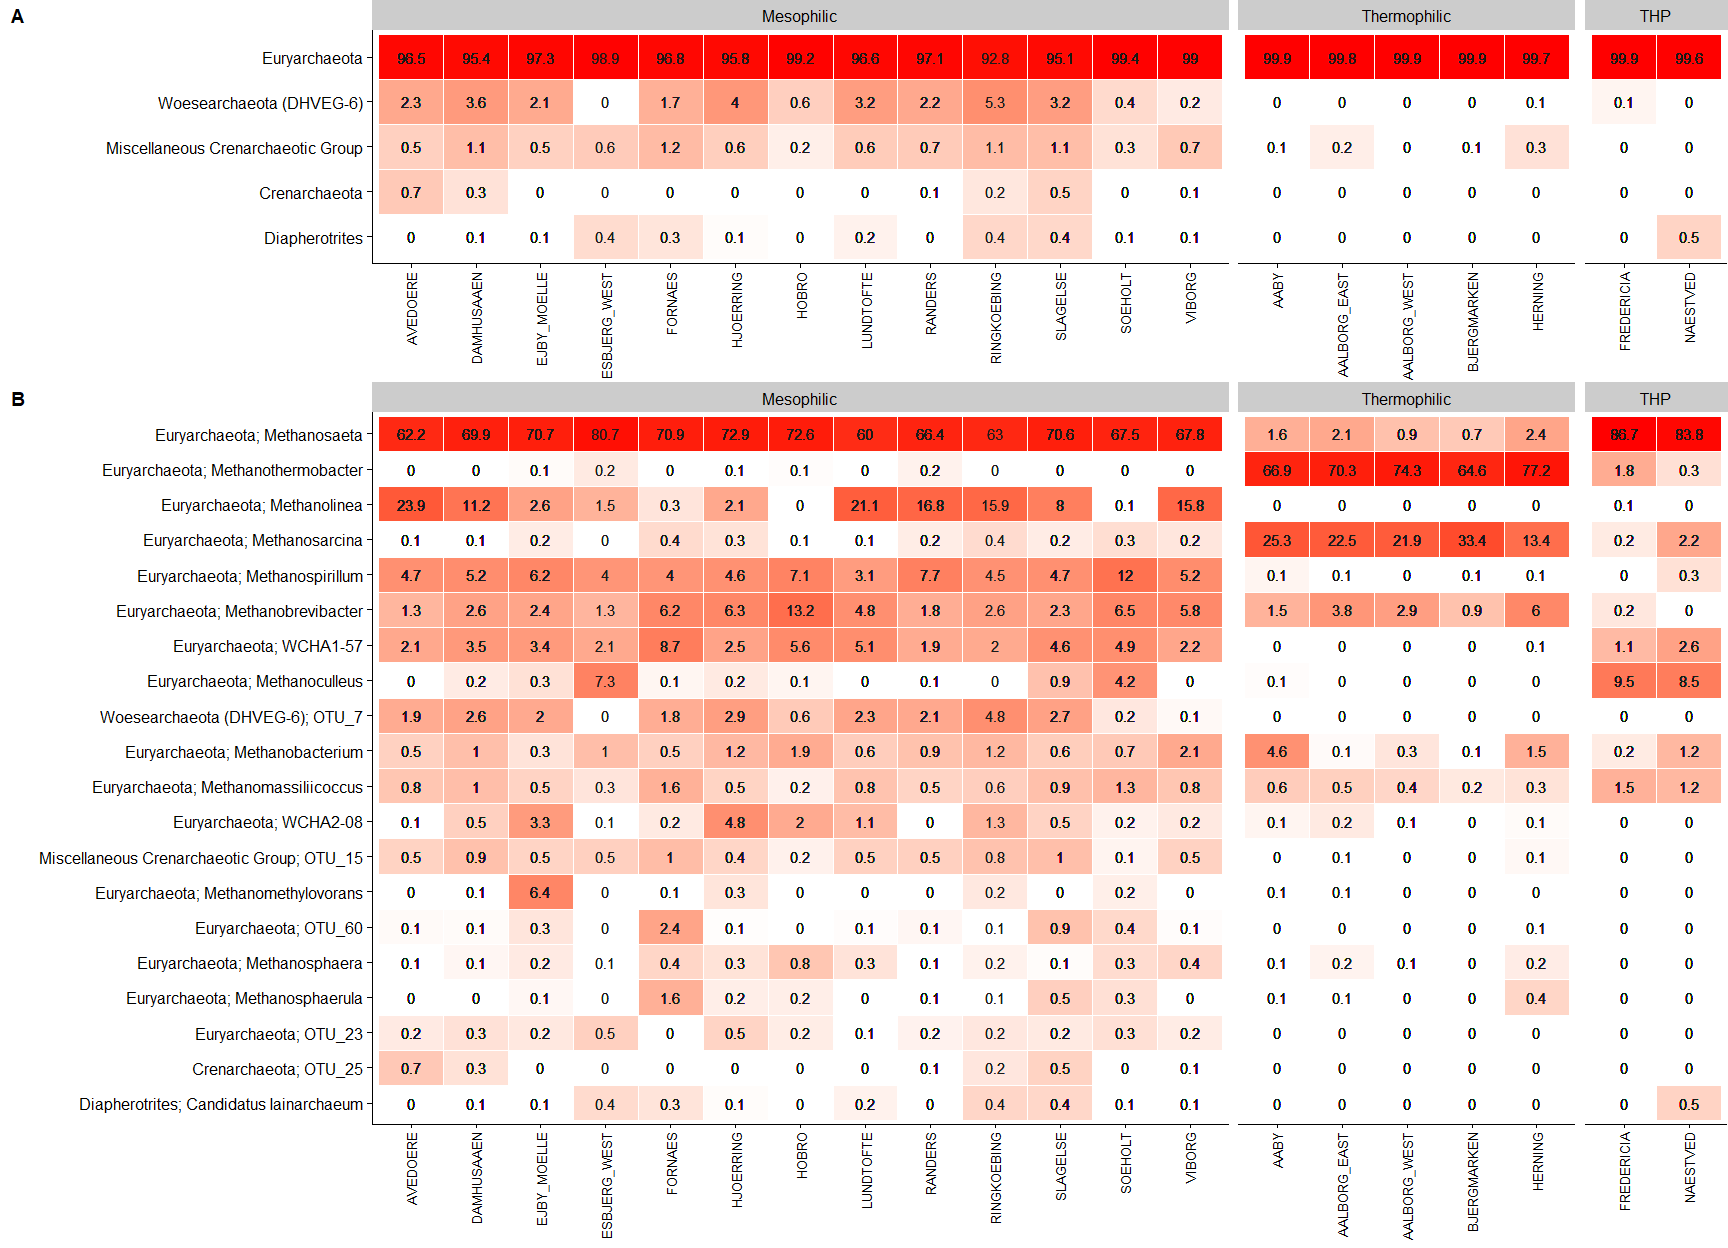 A
Mesophilic Thermophilic THP
Euryarchaeota 96.5 95.4 97.3 98.9 96.8 95.8 99.2 96.6 97.1 92.8 95.1 99.4 99 99.9 99.8 99.9 99.9 99.7 99.9 99.6
Woesearchaeota (DHVEG-6) 2.3 3.6 2.1 0 1.7 4 0.6 3.2 2.2 5.3 3.2 0.4 0.2 0 0 0 0 0.1 0.1 0
Miscellaneous Crenarchaeotic Group 0.5 1.1 0.5 0.6 1.2 0.6 0.2 0.6 0.7 1.1 1.1 0.3 0.7 0.1 0.2 0 0.1 0.3 0 0
Crenarchaeota 0.7 0.3 0 0 0 0 0 0 0.1 0.2 0.5 0 0.1 0 0 0 0 0 0 0
Diapherotrites 0 0.1 0.1 0.4 0.3 0.1 0 0.2 0 0.4 0.4 0.1 0.1 0 0 0 0 0 0 0.5
AVEDOERE DAMHUSAAEN EJBY_MOELLE ESBJERG_WEST FORNAES HJOERRING HOBRO LUNDTOFTE RANDERS RINGKOEBING SLAGELSE SOEHOLT VIBORG AABY AALBORG_EAST AALBORG_WEST BJERGMARKEN HERNING FREDERICIA NAESTVED
B
Mesophilic Thermophilic THP
Euryarchaeota; Methanosaeta 62.2 69.9 70.7 80.7 70.9 72.9 72.6 60 66.4 63 70.6 67.5 67.8 1.6 2.1 0.9 0.7 2.4 86.7 83.8
Euryarchaeota; Methanothermobacter 0 0 0.1 0.2 0 0.1 0.1 0 0.2 0 0 0 0 66.9 70.3 74.3 64.6 77.2 1.8 0.3
Euryarchaeota; Methanolinea 23.9 11.2 2.6 1.5 0.3 2.1 0 21.1 16.8 15.9 8 0.1 15.8 0 0 0 0 0 0.1 0
Euryarchaeota; Methanosarcina 0.1 0.1 0.2 0 0.4 0.3 0.1 0.1 0.2 0.4 0.2 0.3 0.2 25.3 22.5 21.9 33.4 13.4 0.2 2.2
Euryarchaeota; Methanospirillum 4.7 5.2 6.2 4 4 4.6 7.1 3.1 7.7 4.5 4.7 12 5.2 0.1 0.1 0 0.1 0.1 0 0.3
Euryarchaeota; Methanobrevibacter 1.3 2.6 2.4 1.3 6.2 6.3 13.2 4.8 1.8 2.6 2.3 6.5 5.8 1.5 3.8 2.9 0.9 6 0.2 0
Euryarchaeota; WCHA1-57 2.1 3.5 3.4 2.1 8.7 2.5 5.6 5.1 1.9 2 4.6 4.9 2.2 0 0 0 0 0.1 1.1 2.6
Euryarchaeota; Methanoculleus 0 0.2 0.3 7.3 0.1 0.2 0.1 0 0.1 0 0.9 4.2 0 0.1 0 0 0 0 9.5 8.5
Woesearchaeota (DHVEG-6); OTU_7 1.9 2.6 2 0 1.8 2.9 0.6 2.3 2.1 4.8 2.7 0.2 0.1 0 0 0 0 0 0 0
Euryarchaeota; Methanobacterium 0.5 1 0.3 1 0.5 1.2 1.9 0.6 0.9 1.2 0.6 0.7 2.1 4.6 0.1 0.3 0.1 1.5 0.2 1.2
Euryarchaeota; Methanomassiliicoccus 0.8 1 0.5 0.3 1.6 0.5 0.2 0.8 0.5 0.6 0.9 1.3 0.8 0.6 0.5 0.4 0.2 0.3 1.5 1.2
Euryarchaeota; WCHA2-08 0.1 0.5 3.3 0.1 0.2 4.8 2 1.1 0 1.3 0.5 0.2 0.2 0.1 0.2 0.1 0 0.1 0 0
Miscellaneous Crenarchaeotic Group; OTU_15 0.5 0.9 0.5 0.5 1 0.4 0.2 0.5 0.5 0.8 1 0.1 0.5 0 0.1 0 0 0.1 0 0
Euryarchaeota; Methanomethylovorans 0 0.1 6.4 0 0.1 0.3 0 0 0 0.2 0 0.2 0 0.1 0.1 0 0 0 0 0
Euryarchaeota; OTU_60 0.1 0.1 0.3 0 2.4 0.1 0 0.1 0.1 0.1 0.9 0.4 0.1 0 0 0 0 0.1 0 0
Euryarchaeota; Methanosphaera 0.1 0.1 0.2 0.1 0.4 0.3 0.8 0.3 0.1 0.2 0.1 0.3 0.4 0.1 0.2 0.1 0 0.2 0 0
Euryarchaeota; Methanosphaerula 0 0 0.1 0 1.6 0.2 0.2 0 0.1 0.1 0.5 0.3 0 0.1 0.1 0 0 0.4 0 0
Euryarchaeota; OTU_23 0.2 0.3 0.2 0.5 0 0.5 0.2 0.1 0.2 0.2 0.2 0.3 0.2 0 0 0 0 0 0 0
Crenarchaeota; OTU_25 0.7 0.3 0 0 0 0 0 0 0.1 0.2 0.5 0 0.1 0 0 0 0 0 0 0
Diapherotrites; Candidatus Iainarchaeum 0 0.1 0.1 0.4 0.3 0.1 0 0.2 0 0.4 0.4 0.1 0.1 0 0 0 0 0 0 0.5
AVEDOERE DAMHUSAAEN EJBY_MOELLE ESBJERG_WEST FORNAES HJOERRING HOBRO LUNDTOFTE RANDERS RINGKOEBING SLAGELSE SOEHOLT VIBORG AABY AALBORG_EAST AALBORG_WEST BJERGMARKEN HERNING FREDERICIA NAESTVED